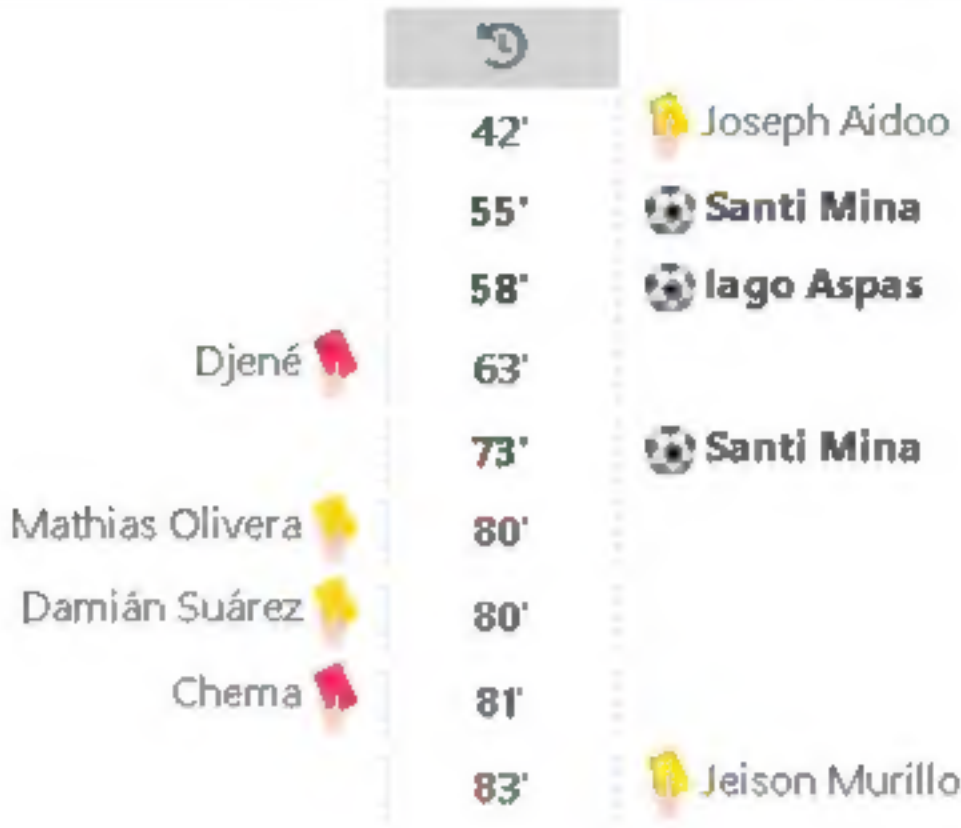 42' Joseph Aidoo
55' Santi Mina
58' Iago Aspas
Djené 63'
73' Santi Mina
Mathias Olivera 80'
Damián Suárez 80'
Chema 81'
83' Jeison Murillo